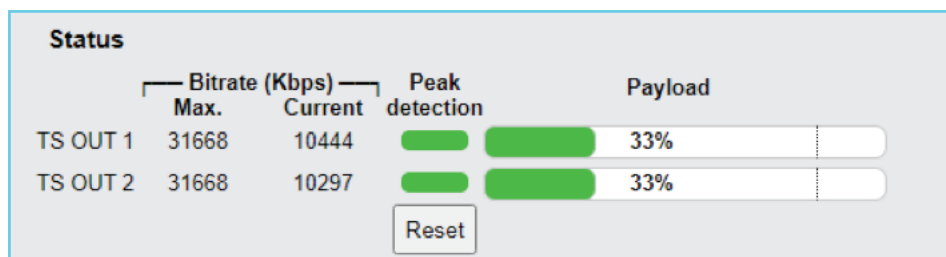 Status
Bitrate (Kbps) Peak
Max. Current detection Payload
TS OUT 1 31668 10444 33%
TS OUT 2 31668 10297 33%
Reset